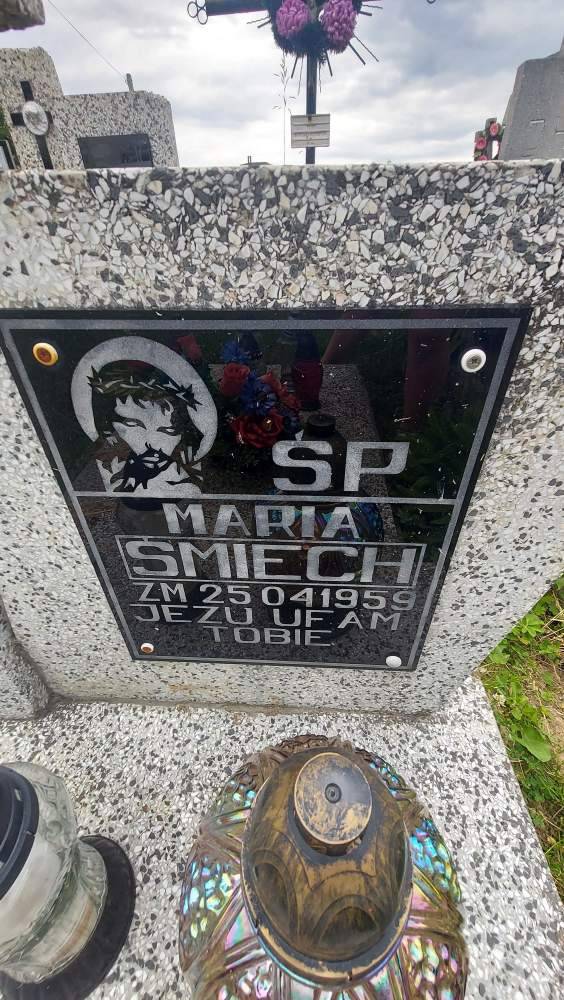 SP
MARIA
ŚMIECH
ZM 25 04 1959
JEZU UFAM
TOBIE